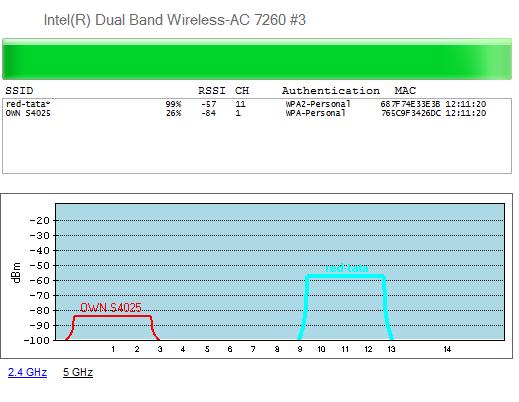 Intel(R) Dual Band Wireless-AC 7260 #3
SSID RSSI CH Authentication MAC
red-tata* 99% -57 11 WPA2-Personal 687F74E33E3B 12:11:20
OWN S4025 26% -84 1 WPA-Personal 765C9F3426DC 12:11:20
-20
-30
-40
-50
red-tata
-60
-70
dBm
-80
OWN S4025
-90
-100
1 2 3 4 5 6 7 8 9 10 11 12 13 14
2.4 GHz 5 GHz